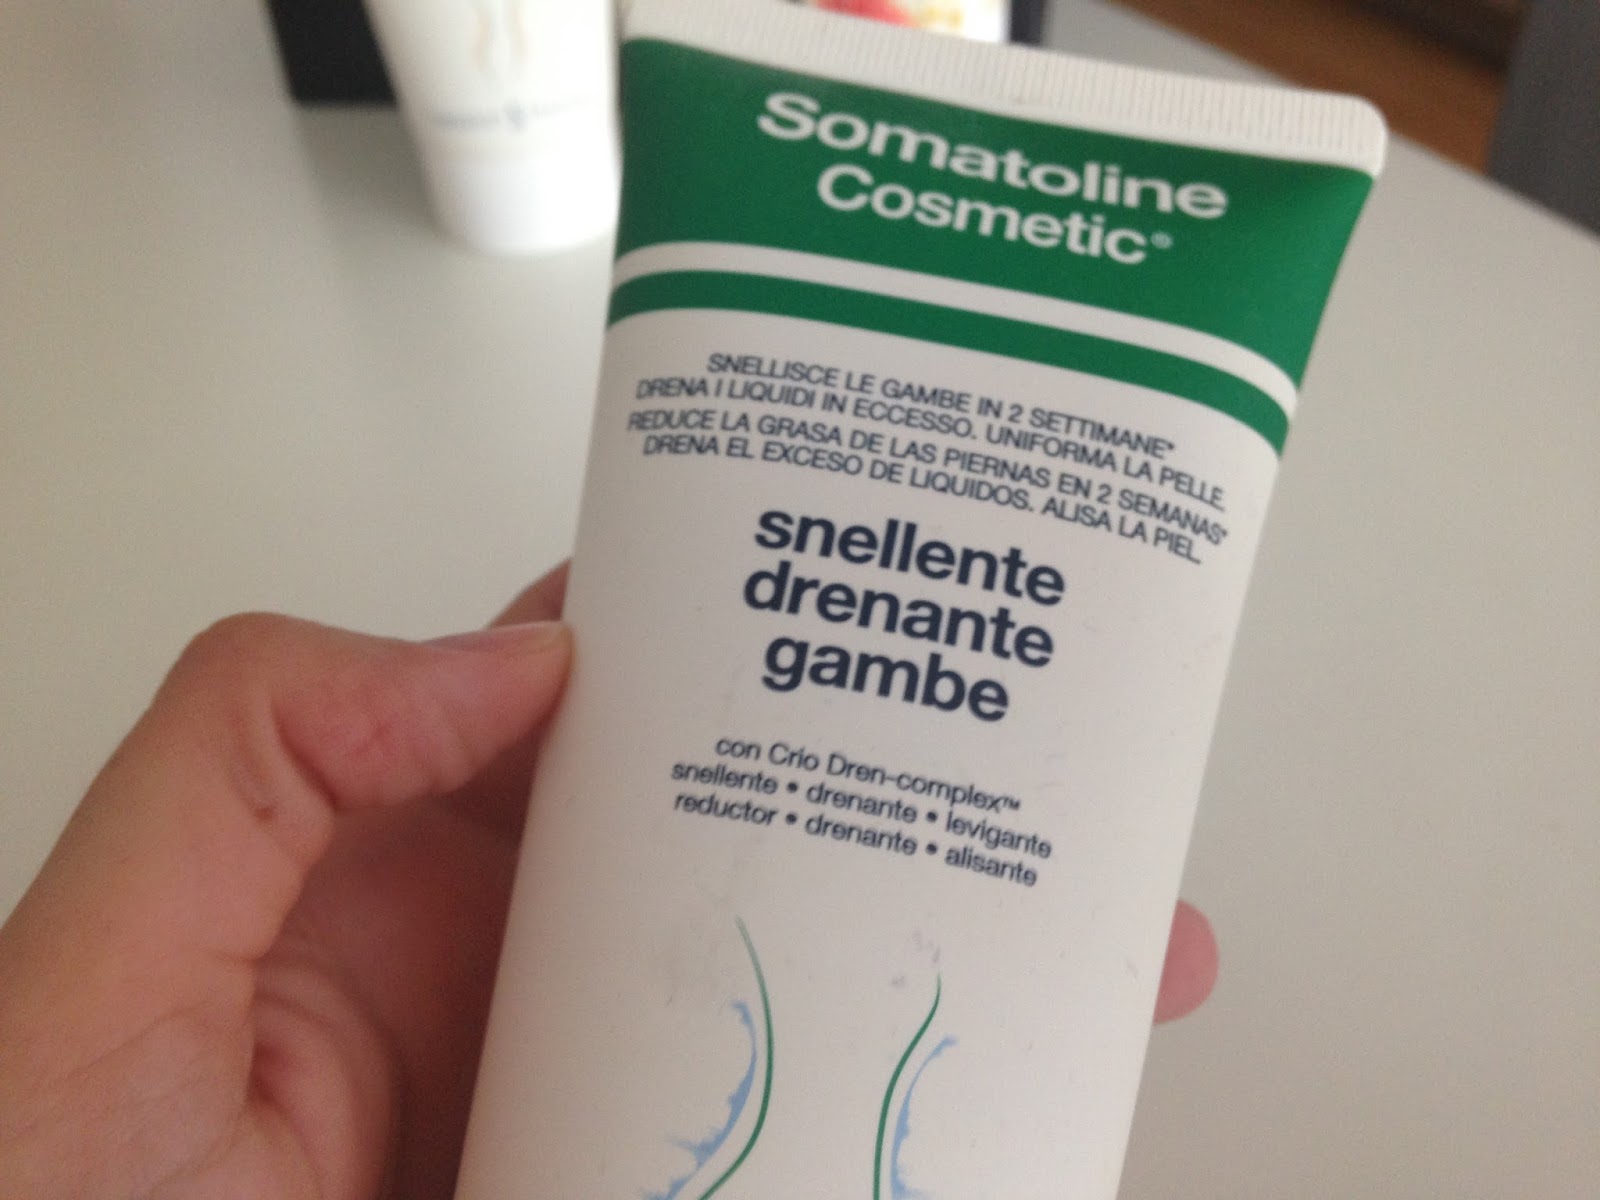 Somatoline
Cosmetic®
SNELLISCE LE GAMBE IN 2 SETTIMANE*
DRENA I LIQUIDI IN ECCESSO. UNIFORMA LA PELLE.
REDUCE LA GRASA DE LAS PIERNAS EN 2 SEMANAS*
DRENA EL EXCESO DE LIQUIDOS. ALISA LA PIEL.
snellente
drenante
gambe
con Crio Dren-complex™
snellente • drenante • levigante
reductor • drenante • alisante